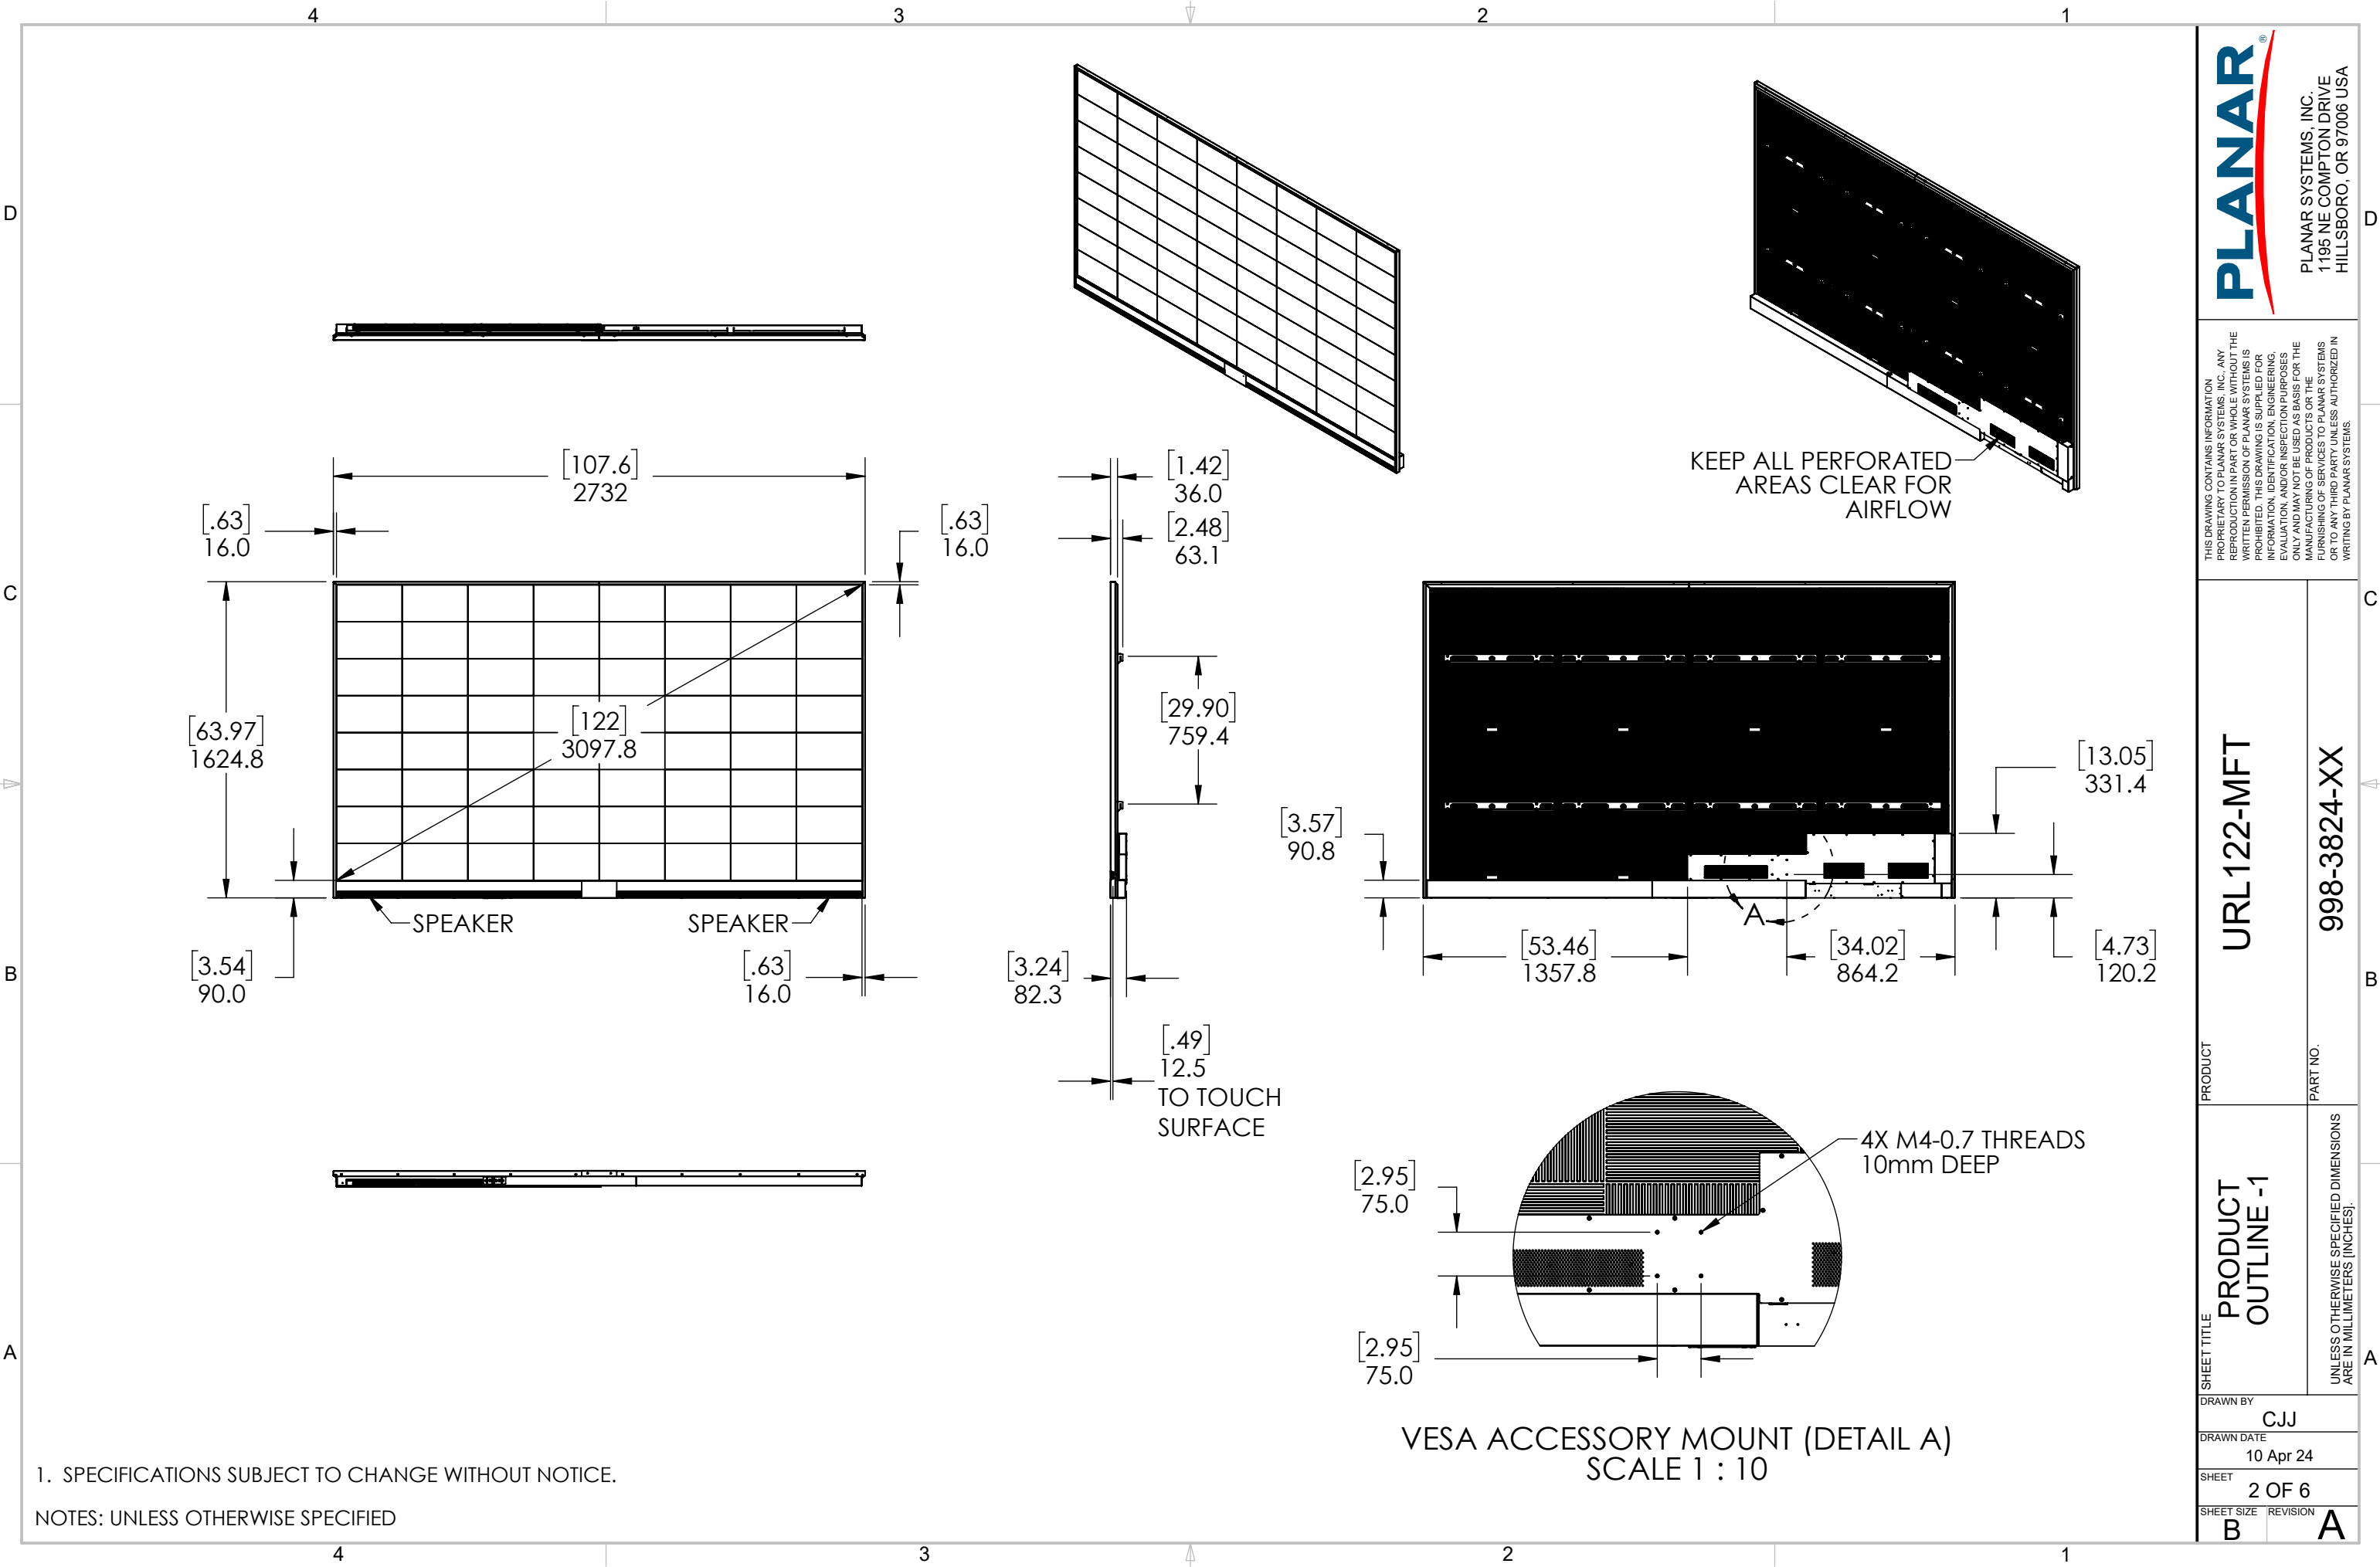 4
3
2
1
D
D
C
C
B
B
A
A
[107.6]
2732
[.63]
16.0
[.63]
16.0
[63.97]
1624.8
[122]
3097.8
SPEAKER
SPEAKER
[3.54]
90.0
[.63]
16.0
[1.42]
36.0
[2.48]
63.1
[29.90]
759.4
[3.24]
82.3
[.49]
12.5
TO TOUCH
SURFACE
KEEP ALL PERFORATED
AREAS CLEAR FOR
AIRFLOW
[3.57]
90.8
[13.05]
331.4
A
[53.46]
1357.8
[34.02]
864.2
[4.73]
120.2
[2.95]
75.0
4X M4-0.7 THREADS
10mm DEEP
[2.95]
75.0
VESA ACCESSORY MOUNT (DETAIL A)
SCALE 1 : 10
1. SPECIFICATIONS SUBJECT TO CHANGE WITHOUT NOTICE.
NOTES: UNLESS OTHERWISE SPECIFIED
PLANAR®
PLANAR SYSTEMS, INC.
1195 NE COMPTON DRIVE
HILLSBORO, OR 97006 USA
THIS DRAWING CONTAINS INFORMATION
PROPRIETARY TO PLANAR SYSTEMS, INC., ANY
REPRODUCTION IN PART OR WHOLE WITHOUT THE
WRITTEN PERMISSION OF PLANAR SYSTEMS IS
PROHIBITED. THIS DRAWING IS SUPPLIED FOR
INFORMATION, IDENTIFICATION, ENGINEERING,
EVALUATION, AND/OR INSPECTION PURPOSES
ONLY AND MAY NOT BE USED AS BASIS FOR THE
MANUFACTURING OF PRODUCTS OR THE
FURNISHING OF SERVICES TO PLANAR SYSTEMS
OR TO ANY THIRD PARTY UNLESS AUTHORIZED IN
WRITING BY PLANAR SYSTEMS.
PRODUCT
URL122-MFT
PART NO.
998-3824-XX
SHEET TITLE
PRODUCT
OUTLINE -1
UNLESS OTHERWISE SPECIFIED DIMENSIONS
ARE IN MILLIMETERS [INCHES].
DRAWN BY
CJJ
DRAWN DATE
10 Apr 24
SHEET
2 OF 6
SHEET SIZE
B
REVISION
A
4
3
2
1